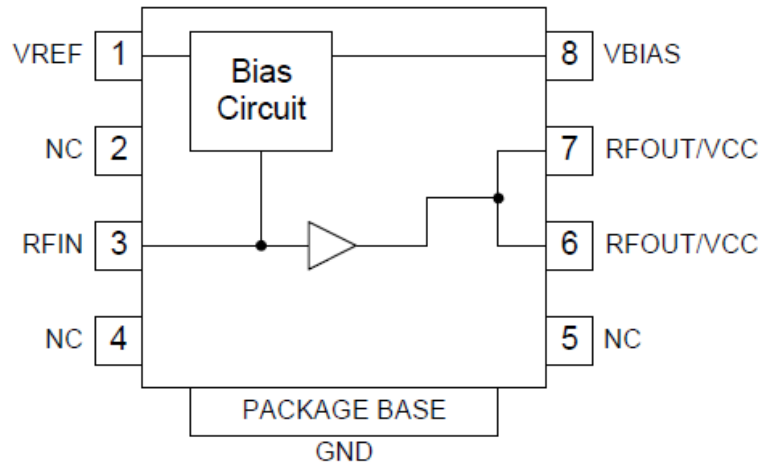 VREF 1 Bias 8 VBIAS
Circuit
NC 2 7 RFOUT/VCC
RFIN 3 6 RFOUT/VCC
NC 4 5 NC
PACKAGE BASE
GND